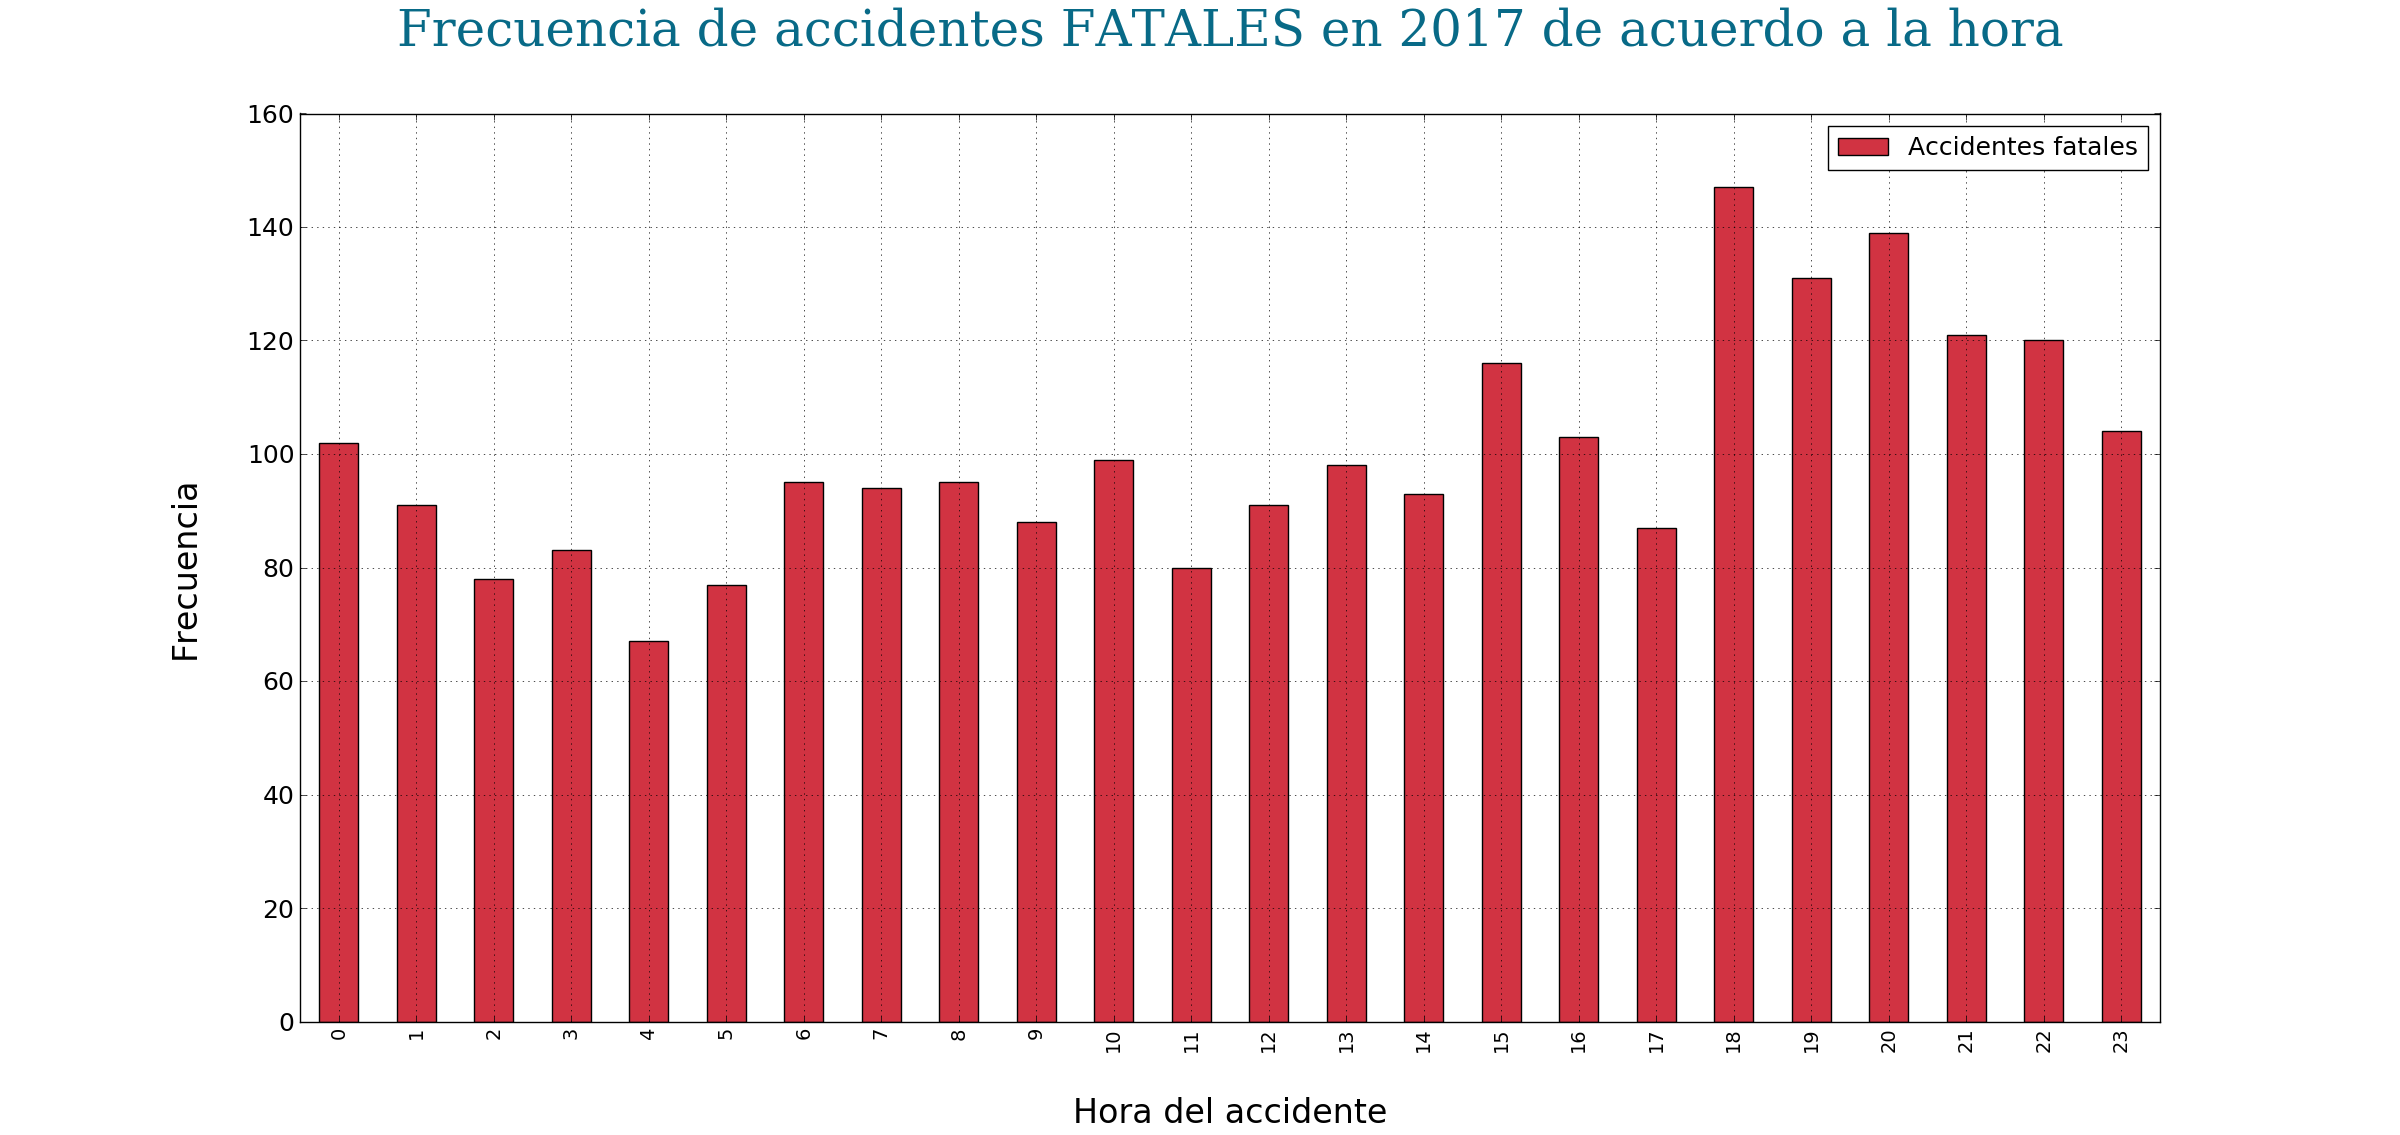 Frecuencia de accidentes FATALES en 2017 de acuerdo a la hora
Accidentes fatales
160
140
120
100
80
60
40
20
0
Frecuencia
0 1 2 3 4 5 6 7 8 9 10 11 12 13 14 15 16 17 18 19 20 21 22 23
Hora del accidente